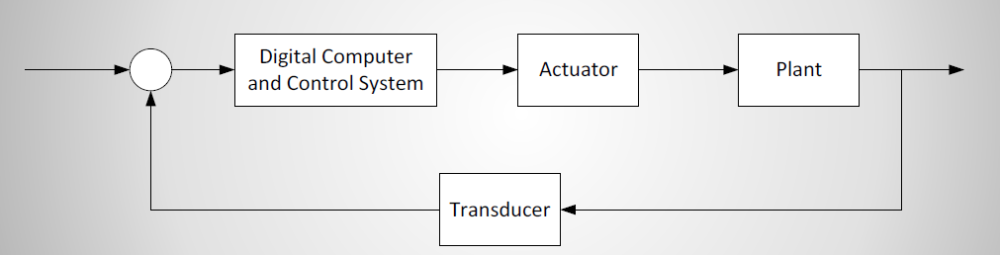 Digital Computer
and Control System
Actuator
Plant
Transducer